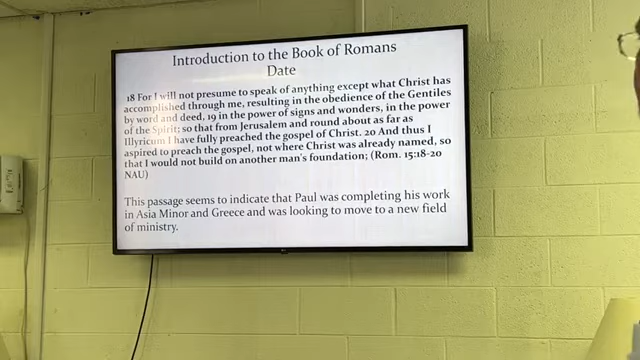 Introduction to the Book of Romans
Date
18 For I will not presume to speak of anything except what Christ has
accomplished through me, resulting in the obedience of the Gentiles
by word and deed, 19 in the power of signs and wonders, in the power
of the Spirit; so that from Jerusalem and round about as far as
Illyricum I have fully preached the gospel of Christ. 20 And thus I
aspired to preach the gospel, not where Christ was already named, so
that I would not build on another man's foundation; (Rom. 15:18-20
NAU)
This passage seems to indicate that Paul was completing his work
in Asia Minor and Greece and was looking to move to a new field
of ministry.